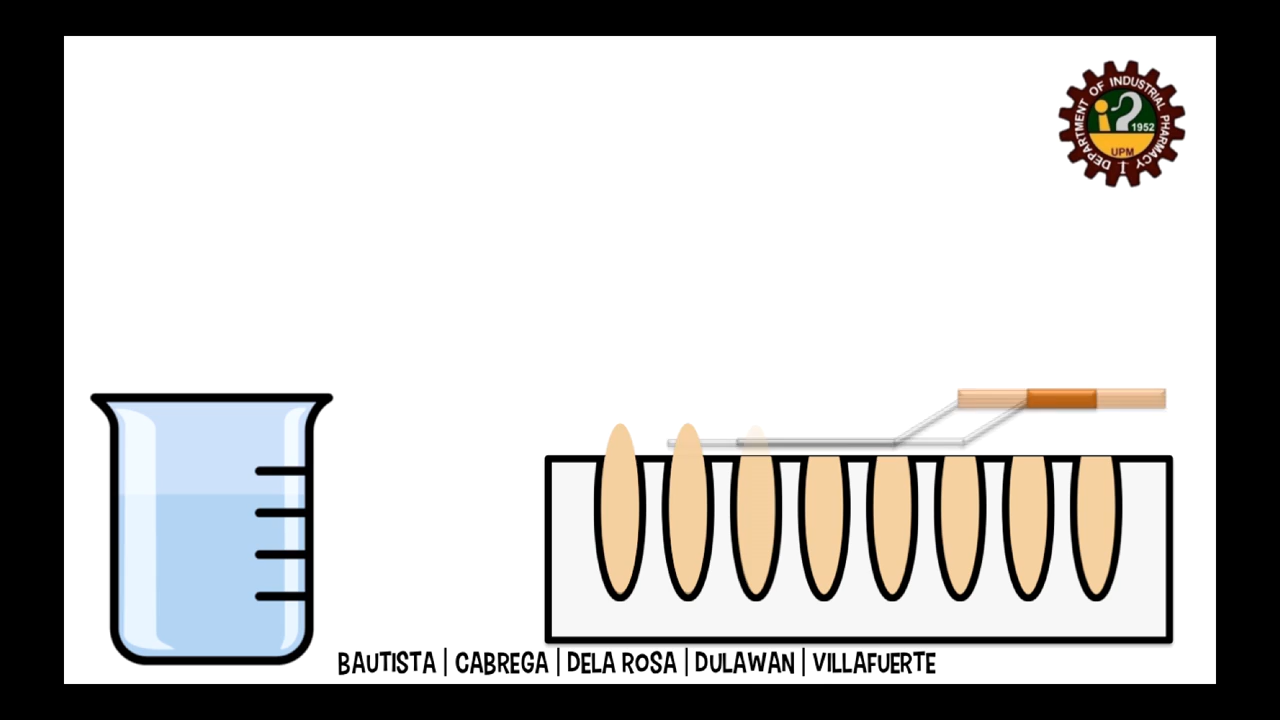 DEPARTMENT OF INDUSTRIAL PHARMACY
1952
UPM
BAUTISTA | CABREGA | DELA ROSA | DULAWAN | VILLAFUERTE